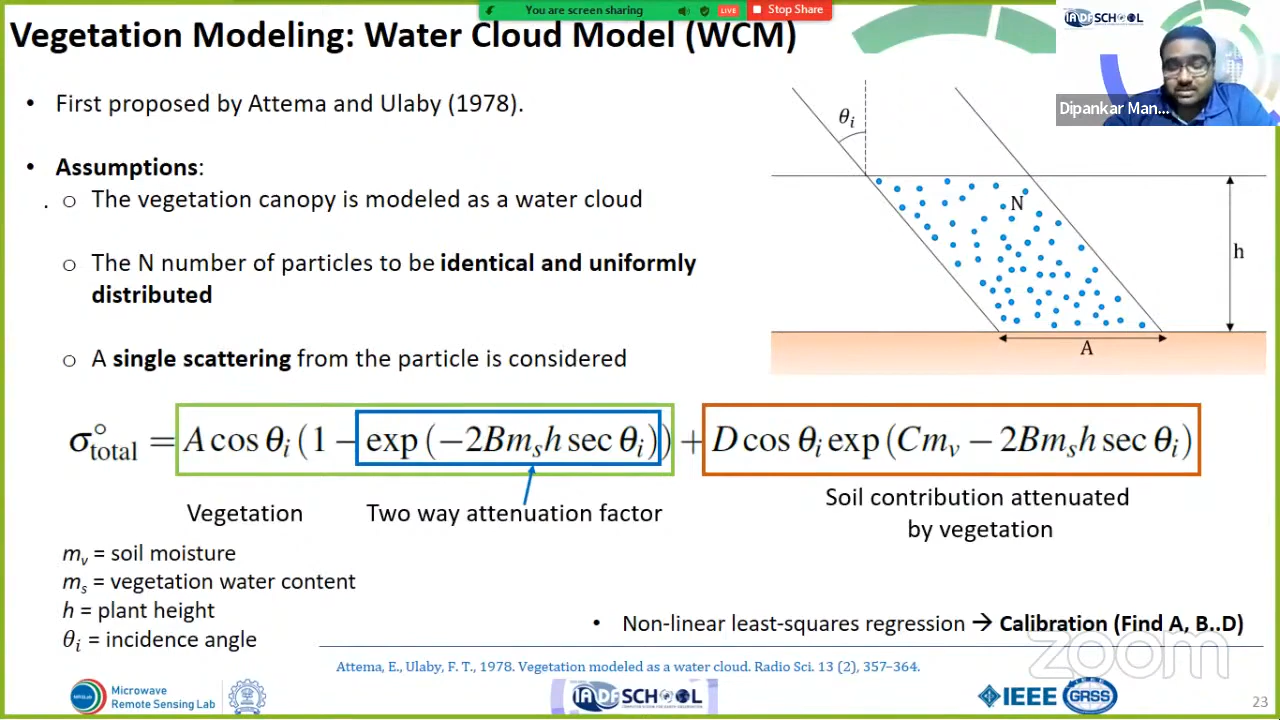 You are screen sharing LIVE Stop Share
Vegetation Modeling: Water Cloud Model (WCM)
IADFSCHOOL
Dipankar Man...
• First proposed by Attema and Ulaby (1978).
• Assumptions:
o The vegetation canopy is modeled as a water cloud
o The N number of particles to be identical and uniformly
distributed
o A single scattering from the particle is considered
θi
N
h
A
σ°total = A cos θi (1 − exp (−2Bmsh sec θi)) + D cos θi exp (Cmv − 2Bmsh sec θi)
Vegetation
Two way attenuation factor
Soil contribution attenuated
by vegetation
mv = soil moisture
ms = vegetation water content
h = plant height
θi = incidence angle
• Non-linear least-squares regression → Calibration (Find A, B..D)
zoom
Attema, E., Ulaby, F. T., 1978. Vegetation modeled as a water cloud. Radio Sci. 13 (2), 357–364.
Microwave
Remote Sensing Lab
IADFSCHOOL
IEEE GRSS
23